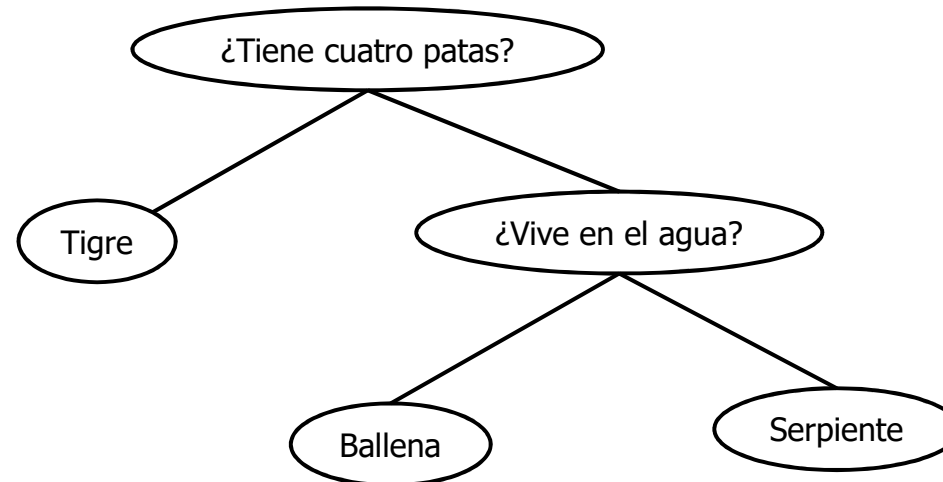 ¿Tiene cuatro patas?
Tigre
¿Vive en el agua?
Ballena
Serpiente